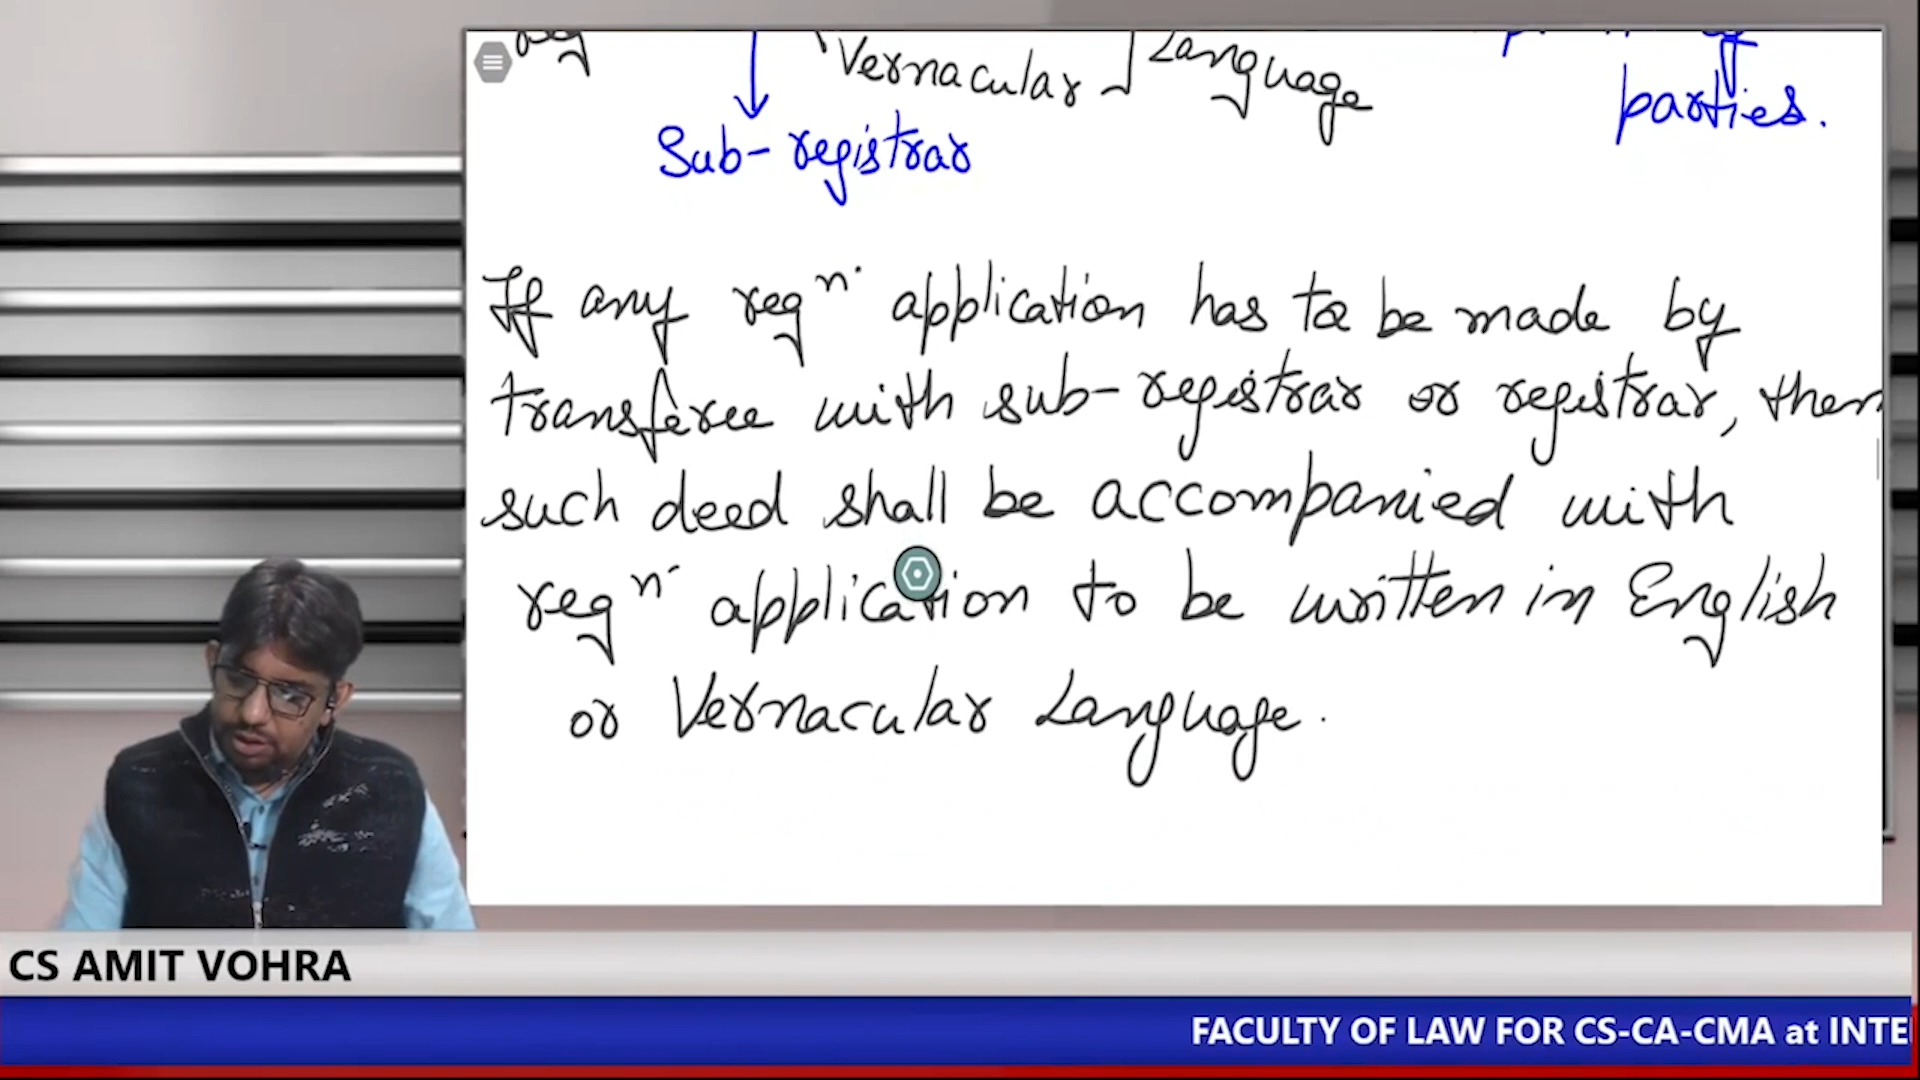 Vernacular Language
parties.
Sub-registrar
If any regn. application has to be made by
transferee with sub-registrar or registrar, then
such deed shall be accompanied with
regn. application to be written in English
or Vernacular Language.
CS AMIT VOHRA
FACULTY OF LAW FOR CS-CA-CMA at INTE